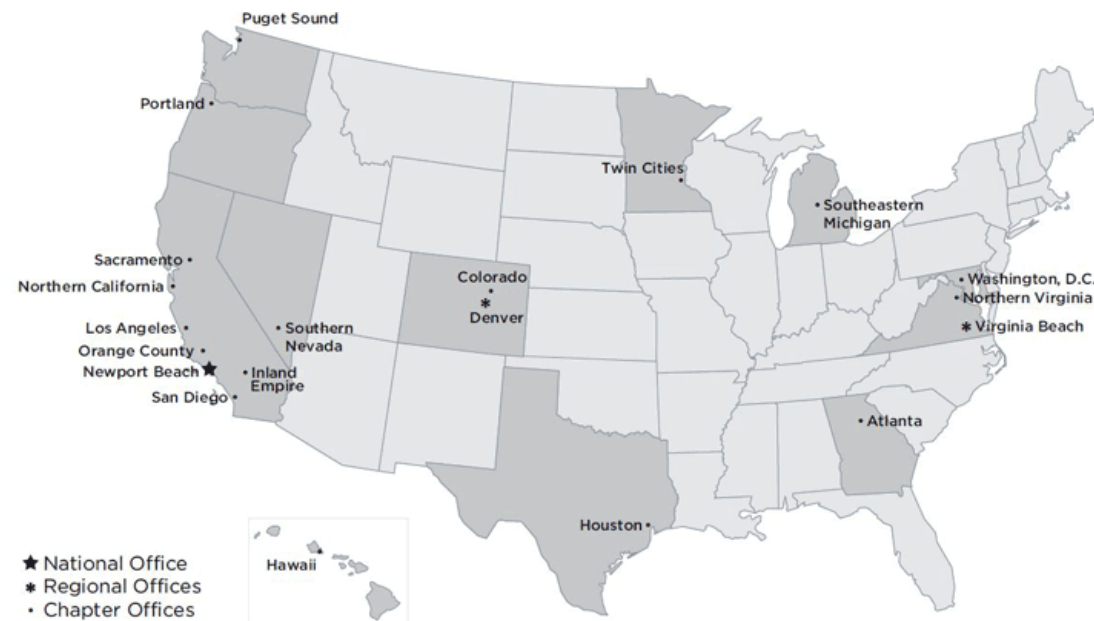 Puget Sound
Portland
Twin Cities
Southeastern
Michigan
Sacramento
Northern California
Colorado
Denver
Washington, D.C.
Northern Virginia
Virginia Beach
Los Angeles
Southern
Nevada
Orange County
Newport Beach
Inland
Empire
San Diego
Atlanta
Houston
Hawaii
National Office
Regional Offices
Chapter Offices